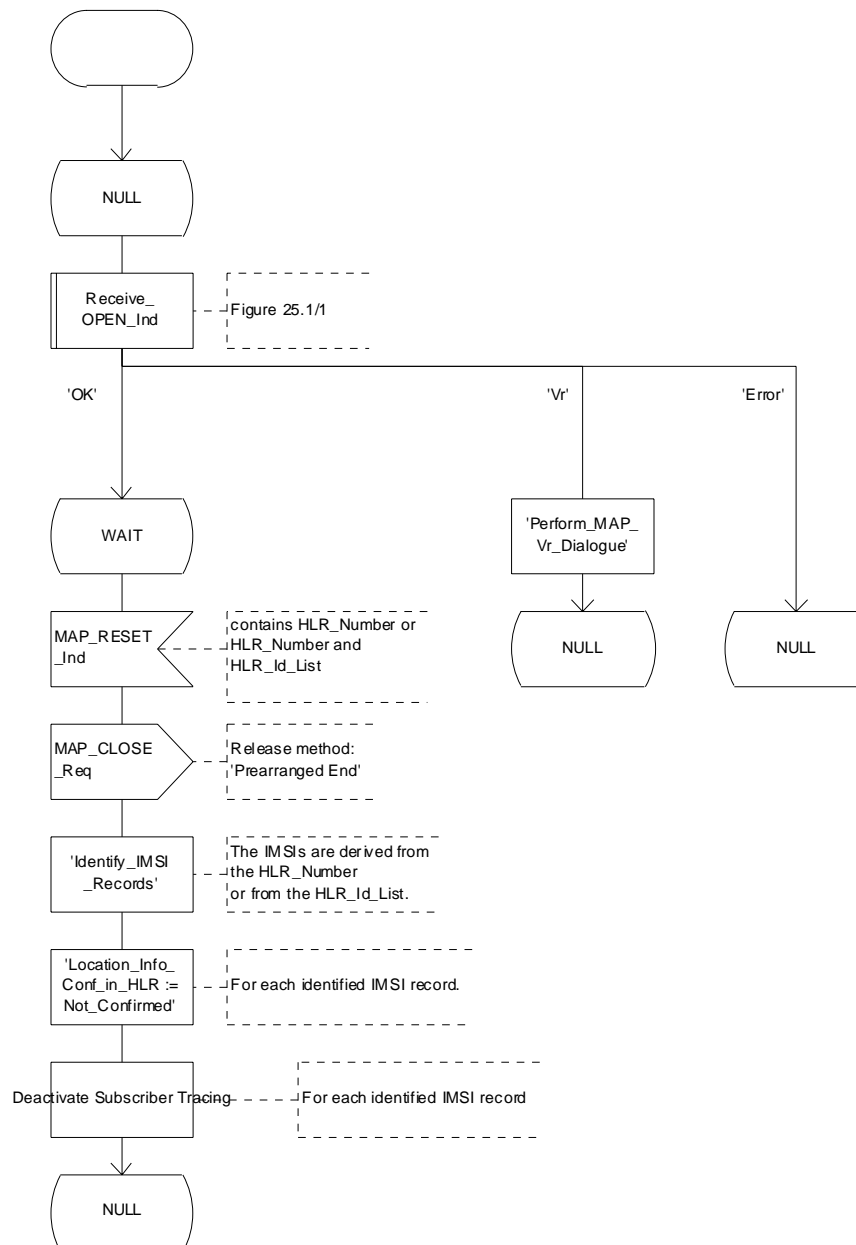 NULL
Receive_
OPEN_Ind
Figure 25.1/1
'OK'
'Vr'
'Error'
WAIT
'Perform_MAP_
Vr_Dialogue'
MAP_RESET
_Ind
contains HLR_Number or
HLR_Number and
HLR_Id_List
NULL
NULL
MAP_CLOSE
_Req
Release method:
'Prearranged End'
'Identify_IMSI
_Records'
The IMSIs are derived from
the HLR_Number
or from the HLR_Id_List.
'Location_Info_
Conf_in_HLR :=
Not_Confirmed'
For each identified IMSI record.
Deactivate Subscriber Tracing
For each identified IMSI record
NULL